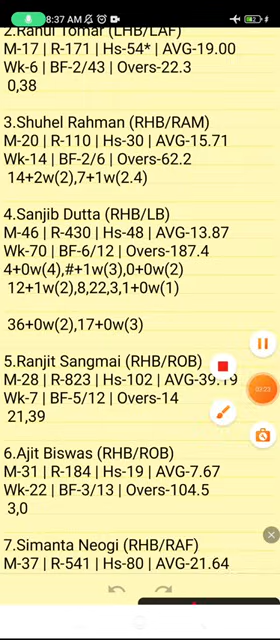 8:37 AM
2.Rahul Tomar (LHB/LAF)
M-17 | R-171 | Hs-54* | AVG-19.00
Wk-6 | BF-2/43 | Overs-22.3
0,38
3.Shuhel Rahman (RHB/RAM)
M-20 | R-110 | Hs-30 | AVG-15.71
Wk-14 | BF-2/6 | Overs-62.2
14+2w(2),7+1w(2.4)
4.Sanjib Dutta (RHB/LB)
M-46 | R-430 | Hs-48 | AVG-13.87
Wk-70 | BF-6/12 | Overs-187.4
4+0w(4),#+1w(3),0+0w(2)
12+1w(2),8,22,3,1+0w(1)
36+0w(2),17+0w(3)
5.Ranjit Sangmai (RHB/ROB)
M-28 | R-823 | Hs-102 | AVG-39.19
Wk-7 | BF-5/12 | Overs-14
21,39
6.Ajit Biswas (RHB/ROB)
M-31 | R-184 | Hs-19 | AVG-7.67
Wk-22 | BF-3/13 | Overs-104.5
3,0
7.Simanta Neogi (RHB/RAF)
M-37 | R-541 | Hs-80 | AVG-21.64